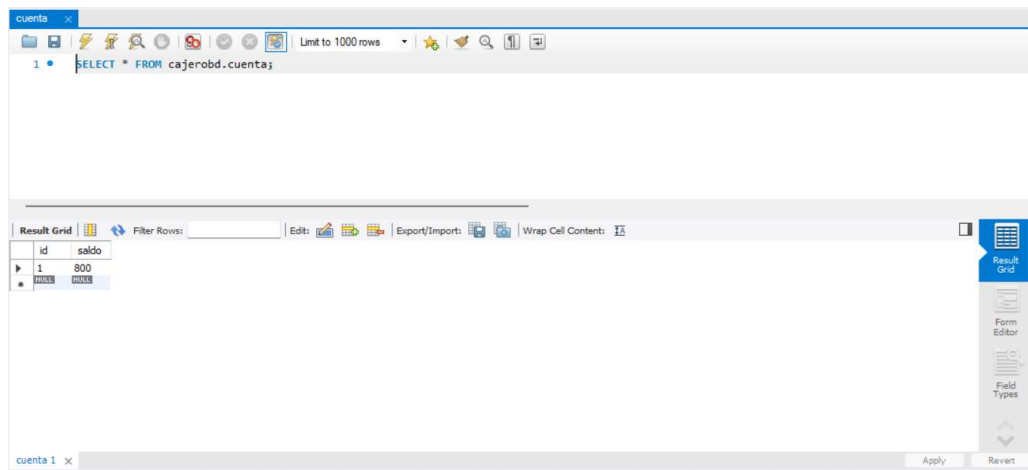 cuenta
Limit to 1000 rows
1 SELECT * FROM cajerobd.cuenta;
Result Grid Filter Rows: Edit: Export/Import: Wrap Cell Content:
id saldo
1 800
NULL NULL
Result
Grid
Form
Editor
Field
Types
cuenta 1 Apply Revert